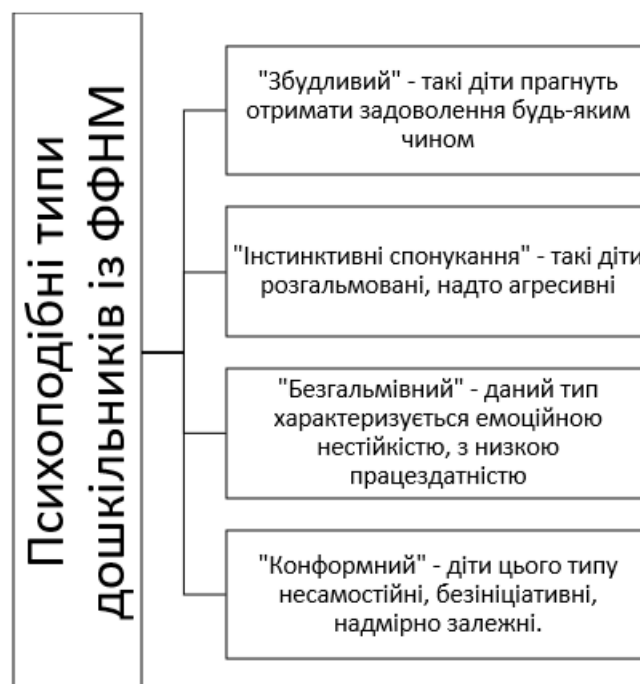 Психоподібні типи
дошкільників із ФФНМ
"Збудливий" - такі діти прагнуть
отримати задоволення будь-яким
чином
"Інстинктивні спонукання" - такі діти
розгальмовані, надто агресивні
"Безгальмівний" - даний тип
характеризується емоційною
нестійкістю, з низкою
працездатністю
"Конформний" - діти цього типу
несамостійні, безініціативні,
надмірно залежні.